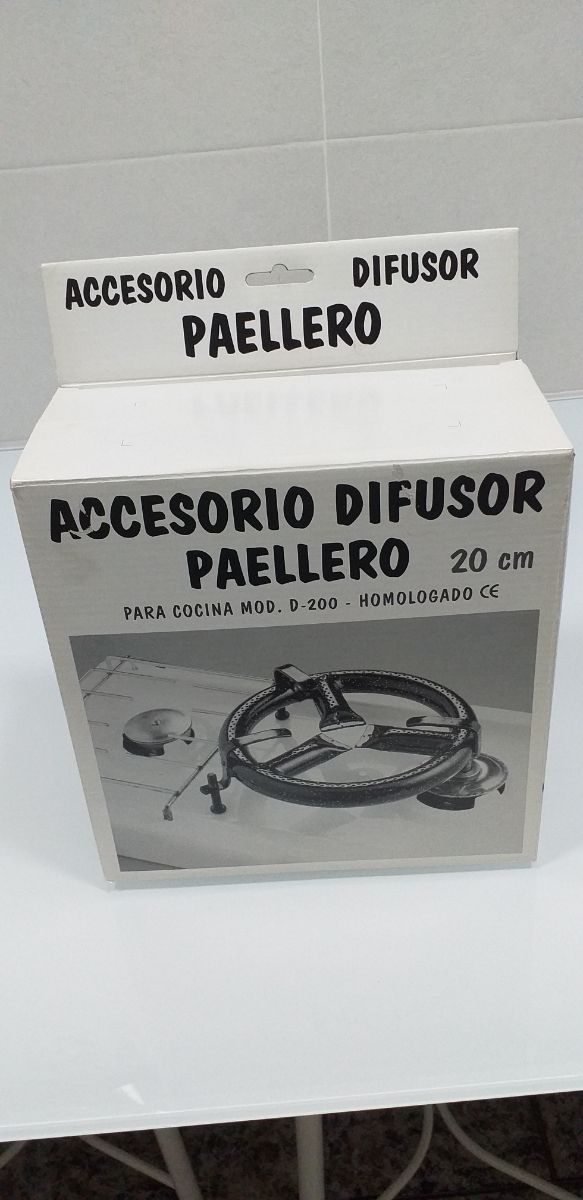 ACCESORIO DIFUSOR
PAELLERO
ACCESORIO DIFUSOR
PAELLERO 20 cm
PARA COCINA MOD. D-200 - HOMOLOGADO CE